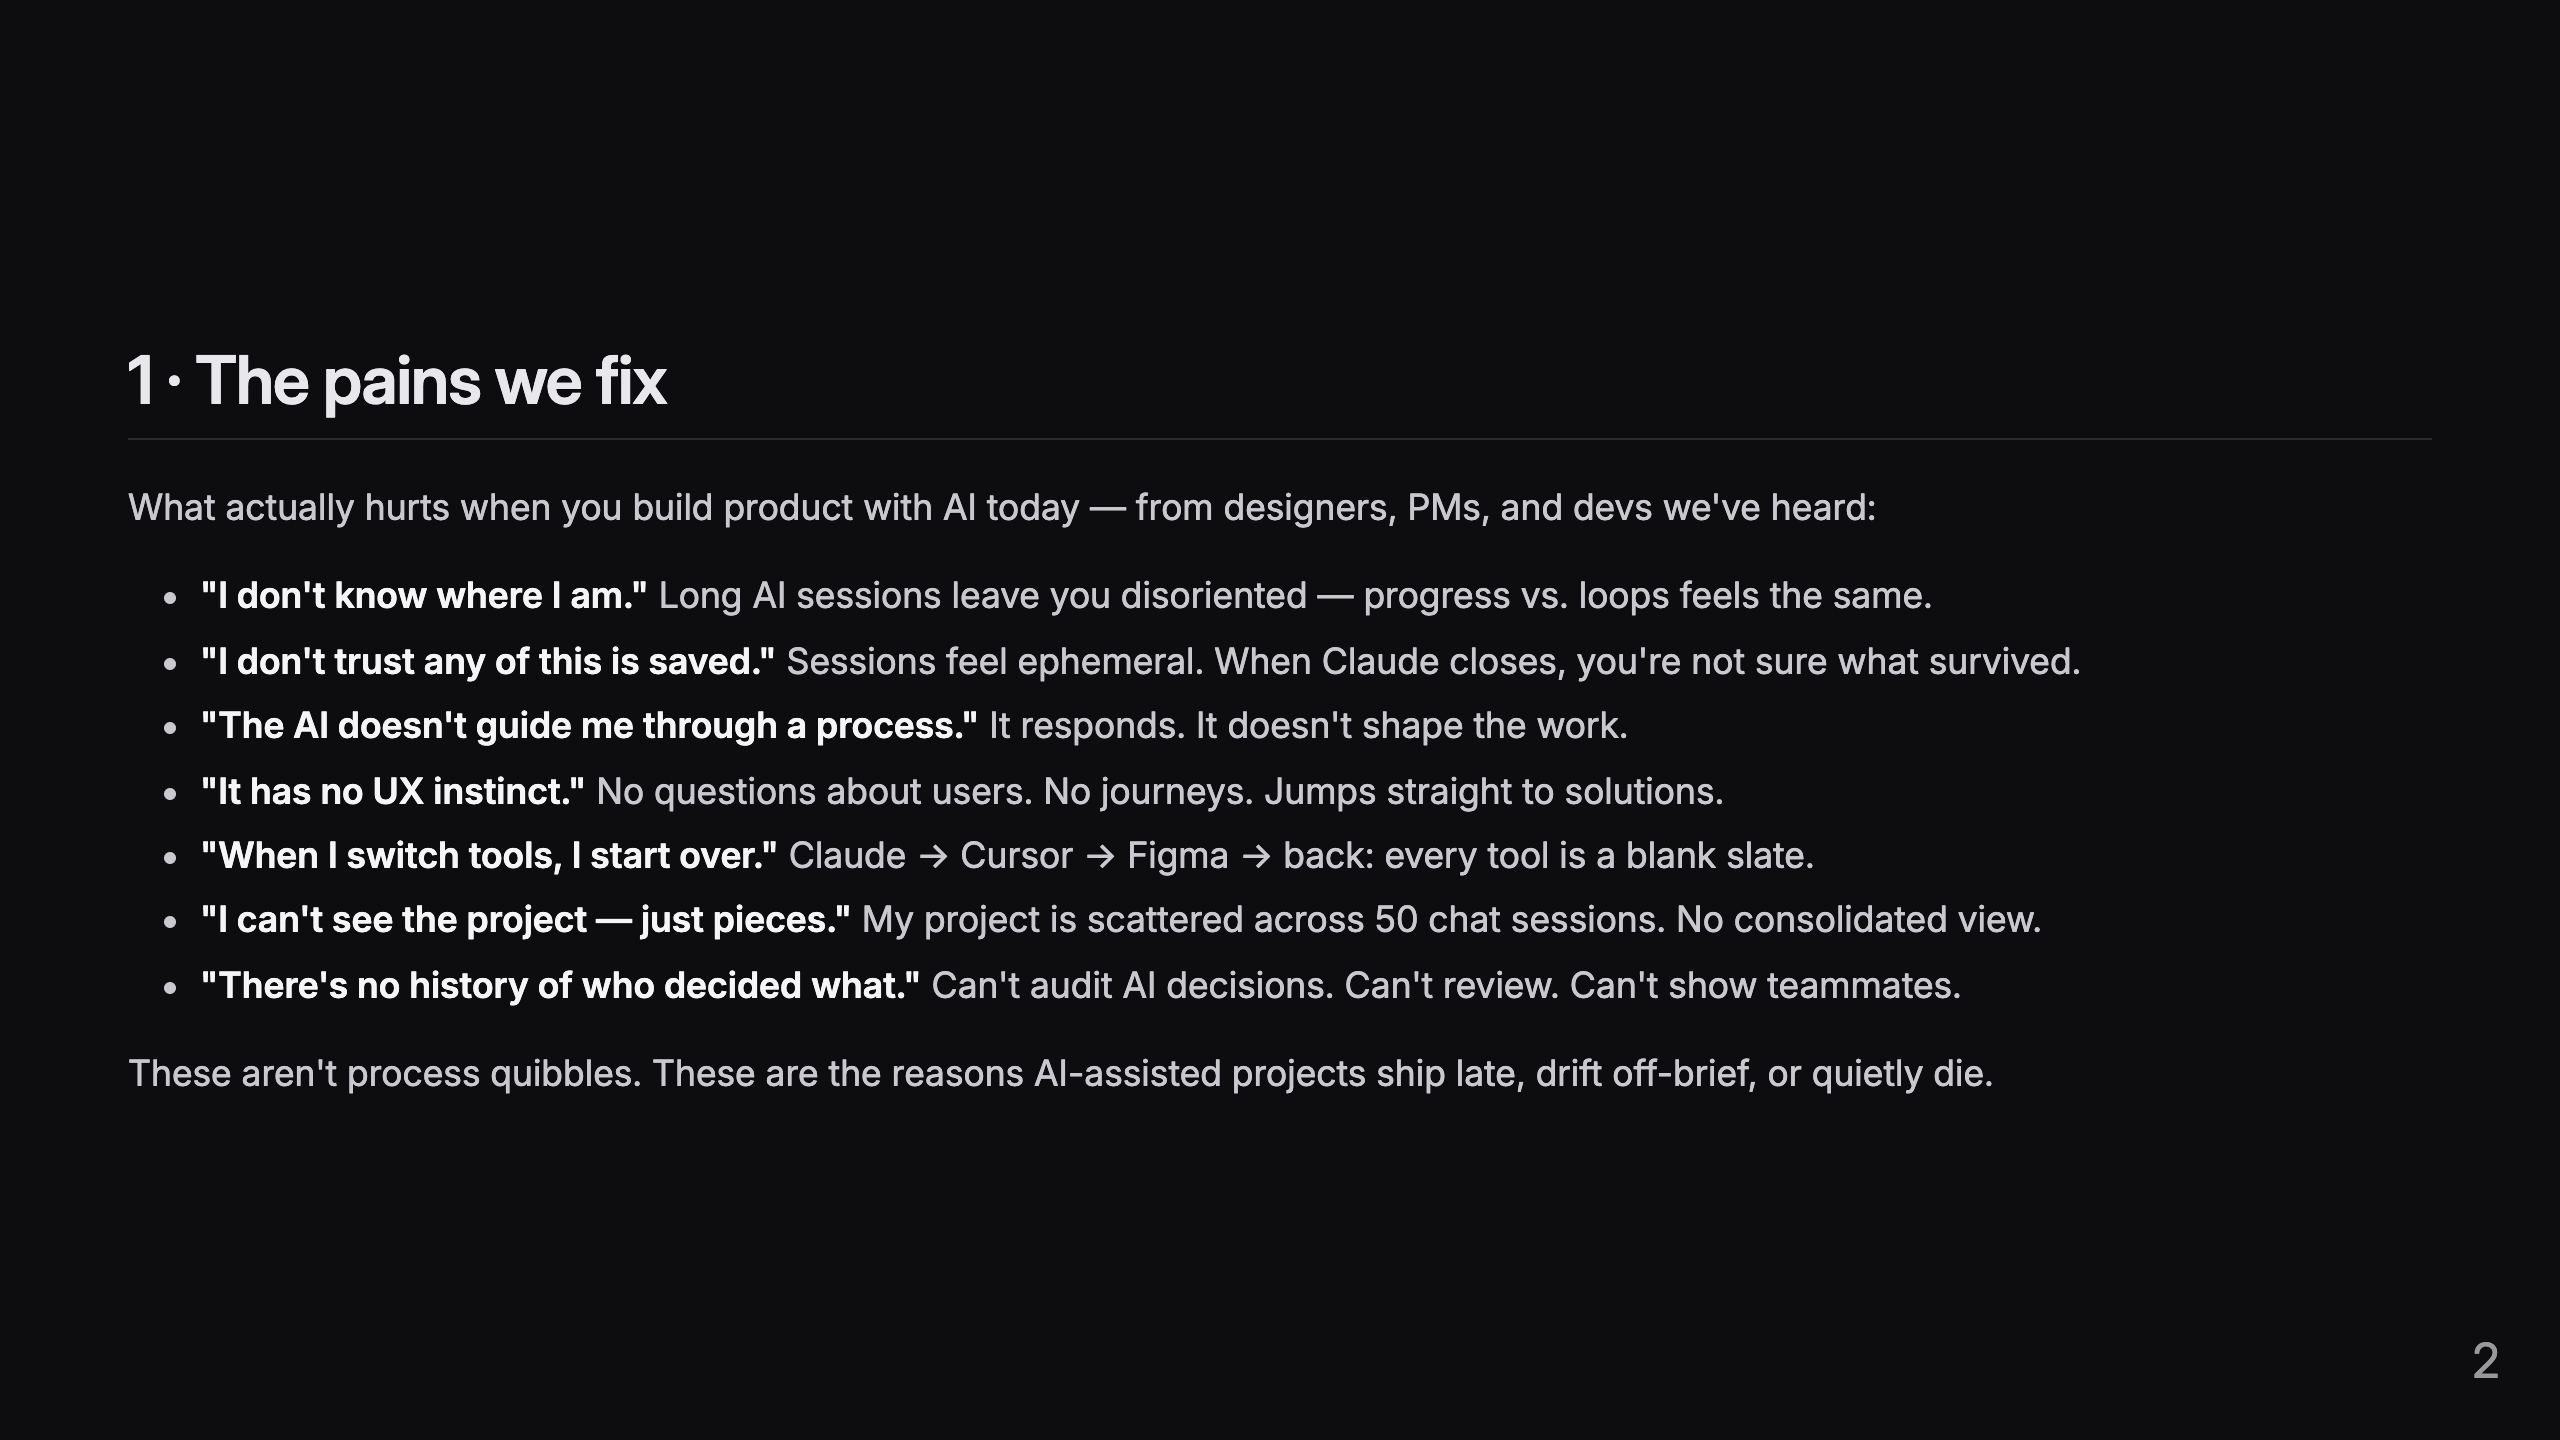 1 · The pains we fix
What actually hurts when you build product with AI today — from designers, PMs, and devs we've heard:
• "I don't know where I am." Long AI sessions leave you disoriented — progress vs. loops feels the same.
• "I don't trust any of this is saved." Sessions feel ephemeral. When Claude closes, you're not sure what survived.
• "The AI doesn't guide me through a process." It responds. It doesn't shape the work.
• "It has no UX instinct." No questions about users. No journeys. Jumps straight to solutions.
• "When I switch tools, I start over." Claude → Cursor → Figma → back: every tool is a blank slate.
• "I can't see the project — just pieces." My project is scattered across 50 chat sessions. No consolidated view.
• "There's no history of who decided what." Can't audit AI decisions. Can't review. Can't show teammates.
These aren't process quibbles. These are the reasons AI-assisted projects ship late, drift off-brief, or quietly die.
2